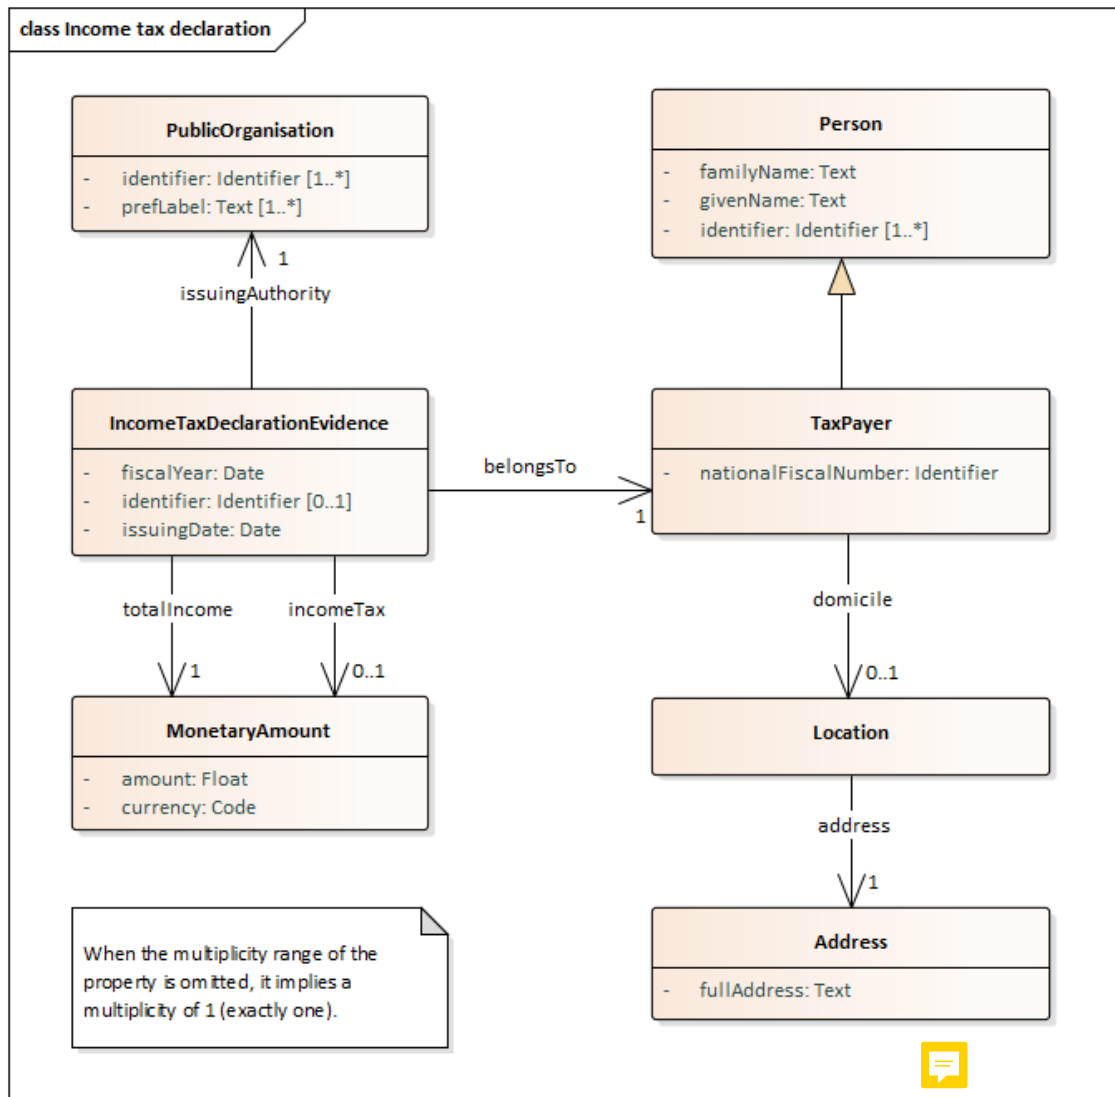 class Income tax declaration
PublicOrganisation
- identifier: Identifier [1..*]
- prefLabel: Text [1..*]
1
issuingAuthority
Person
- familyName: Text
- givenName: Text
- identifier: Identifier [1..*]
IncomeTaxDeclarationEvidence
- fiscalYear: Date
- identifier: Identifier [0..1]
- issuingDate: Date
belongsTo
1
TaxPayer
- nationalFiscalNumber: Identifier
totalIncome
incomeTax
1
0..1
domicile
0..1
MonetaryAmount
- amount: Float
- currency: Code
Location
address
1
When the multiplicity range of the
property is omitted, it implies a
multiplicity of 1 (exactly one).
Address
- fullAddress: Text